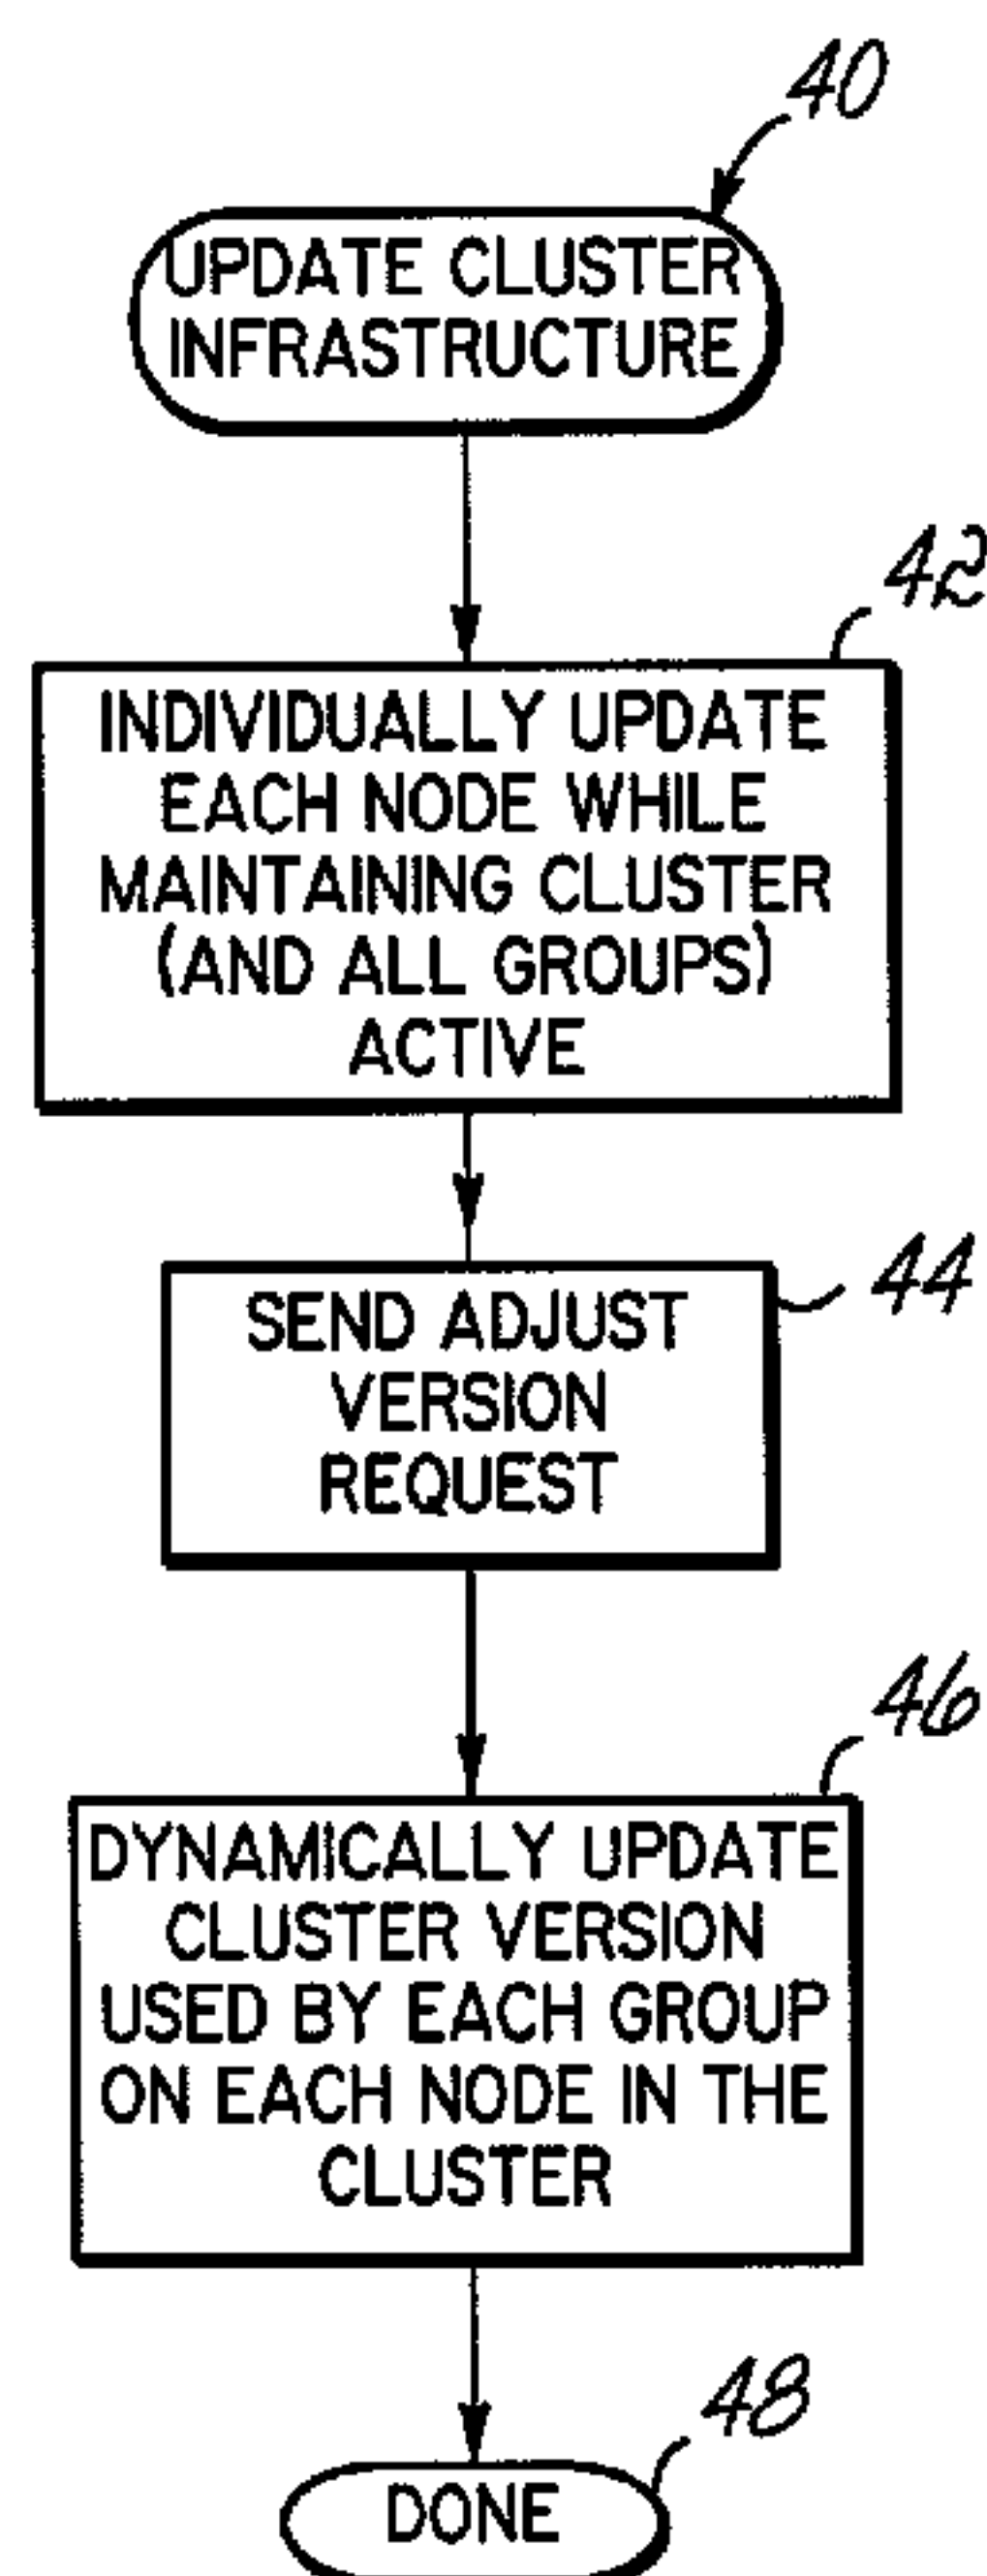 40
UPDATE CLUSTER
INFRASTRUCTURE
42
INDIVIDUALLY UPDATE
EACH NODE WHILE
MAINTAINING CLUSTER
(AND ALL GROUPS)
ACTIVE
44
SEND ADJUST
VERSION
REQUEST
46
DYNAMICALLY UPDATE
CLUSTER VERSION
USED BY EACH GROUP
ON EACH NODE IN THE
CLUSTER
48
DONE